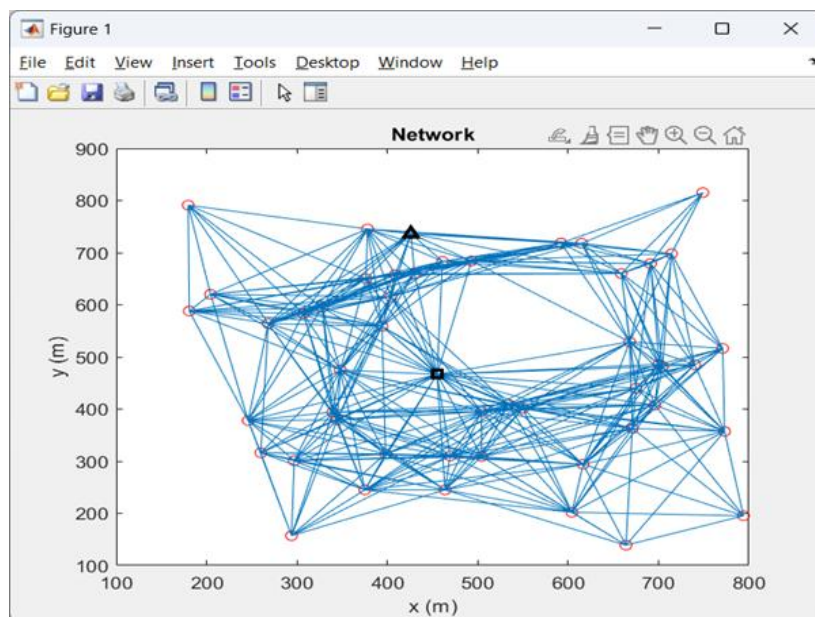 Figure 1
File Edit View Insert Tools Desktop Window Help
Network
900
800
700
600
500
400
300
200
100
y (m)
100 200 300 400 500 600 700 800
x (m)